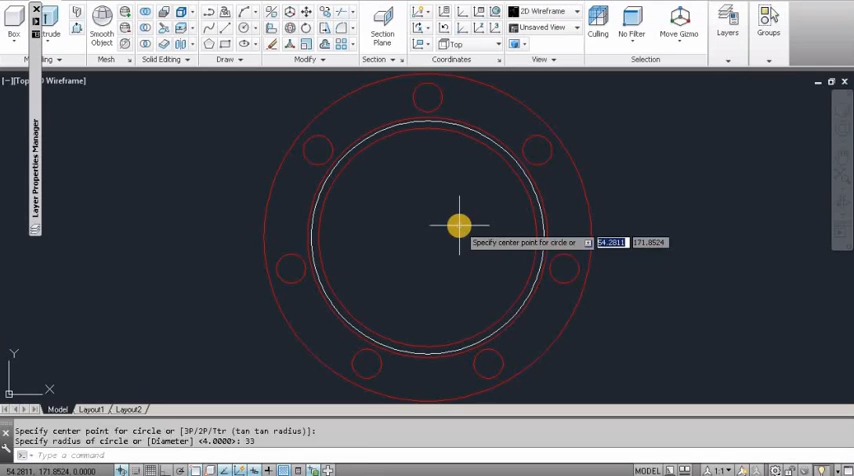 2D Wireframe
Unsaved View
Top
Box
Extrude
Smooth
Object
Section
Plane
Culling
No Filter
Move Gizmo
Layers
Groups
Solid Editing
Draw
Modify
Section
Coordinates
View
Selection
Wireframe]
Layer Properties Manager
Specify center point for circle or
54.2811
171.8524
Y
X
Model
Layout1
Layout2
Specify center point for circle or [3P/2P/Ttr (tan tan radius)]:
Specify radius of circle or [Diameter] <4.0000>: 33
Type a command
54.2811, 171.8524, 0.0000
MODEL
1:1